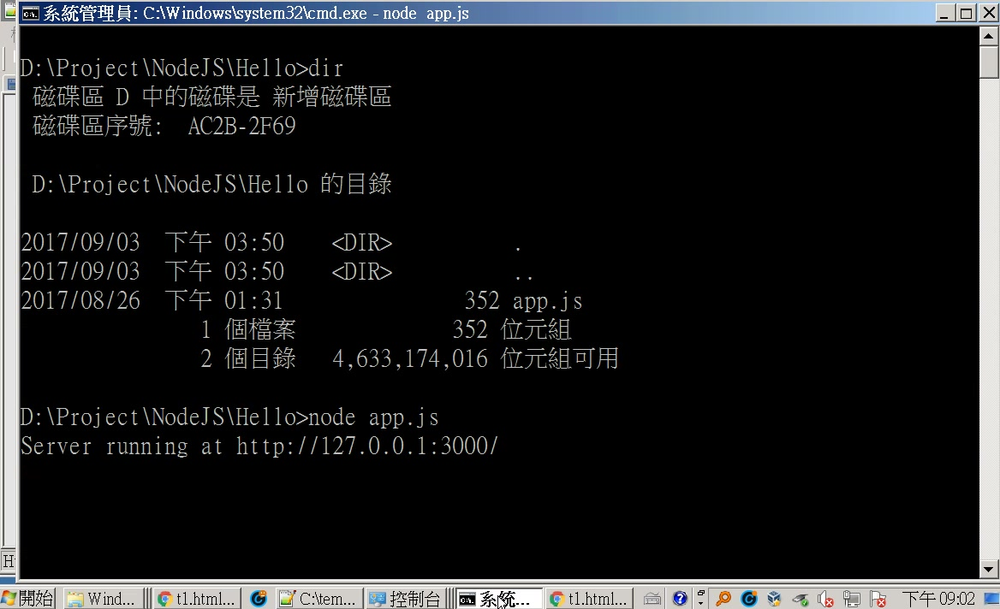 系統管理員: C:\Windows\system32\cmd.exe - node  app.js
D:\Project\NodeJS\Hello>dir
磁碟區 D 中的磁碟是 新增磁碟區
磁碟區序號:  AC2B-2F69
D:\Project\NodeJS\Hello 的目錄
2017/09/03  下午 03:50    <DIR>          .
2017/09/03  下午 03:50    <DIR>          ..
2017/08/26  下午 01:31               352 app.js
1 個檔案             352 位元組
2 個目錄   4,633,174,016 位元組可用
D:\Project\NodeJS\Hello>node app.js
Server running at http://127.0.0.1:3000/
開始 Wind... t1.html... C:\tem... 控制台 系統... t1.html... 下午 09:02